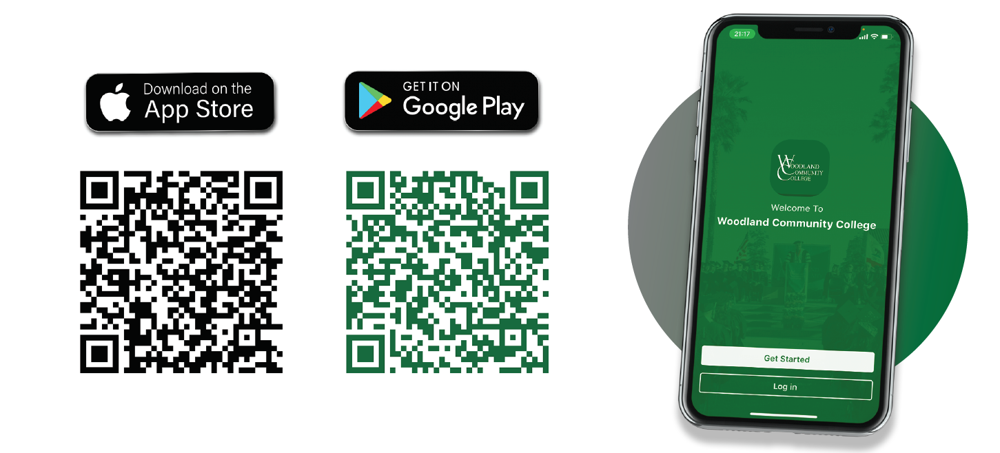 Download on the
App Store
GET IT ON
Google Play
21:17
WOODLAND
COMMUNITY
COLLEGE
Welcome To
Woodland Community College
Get Started
Log in